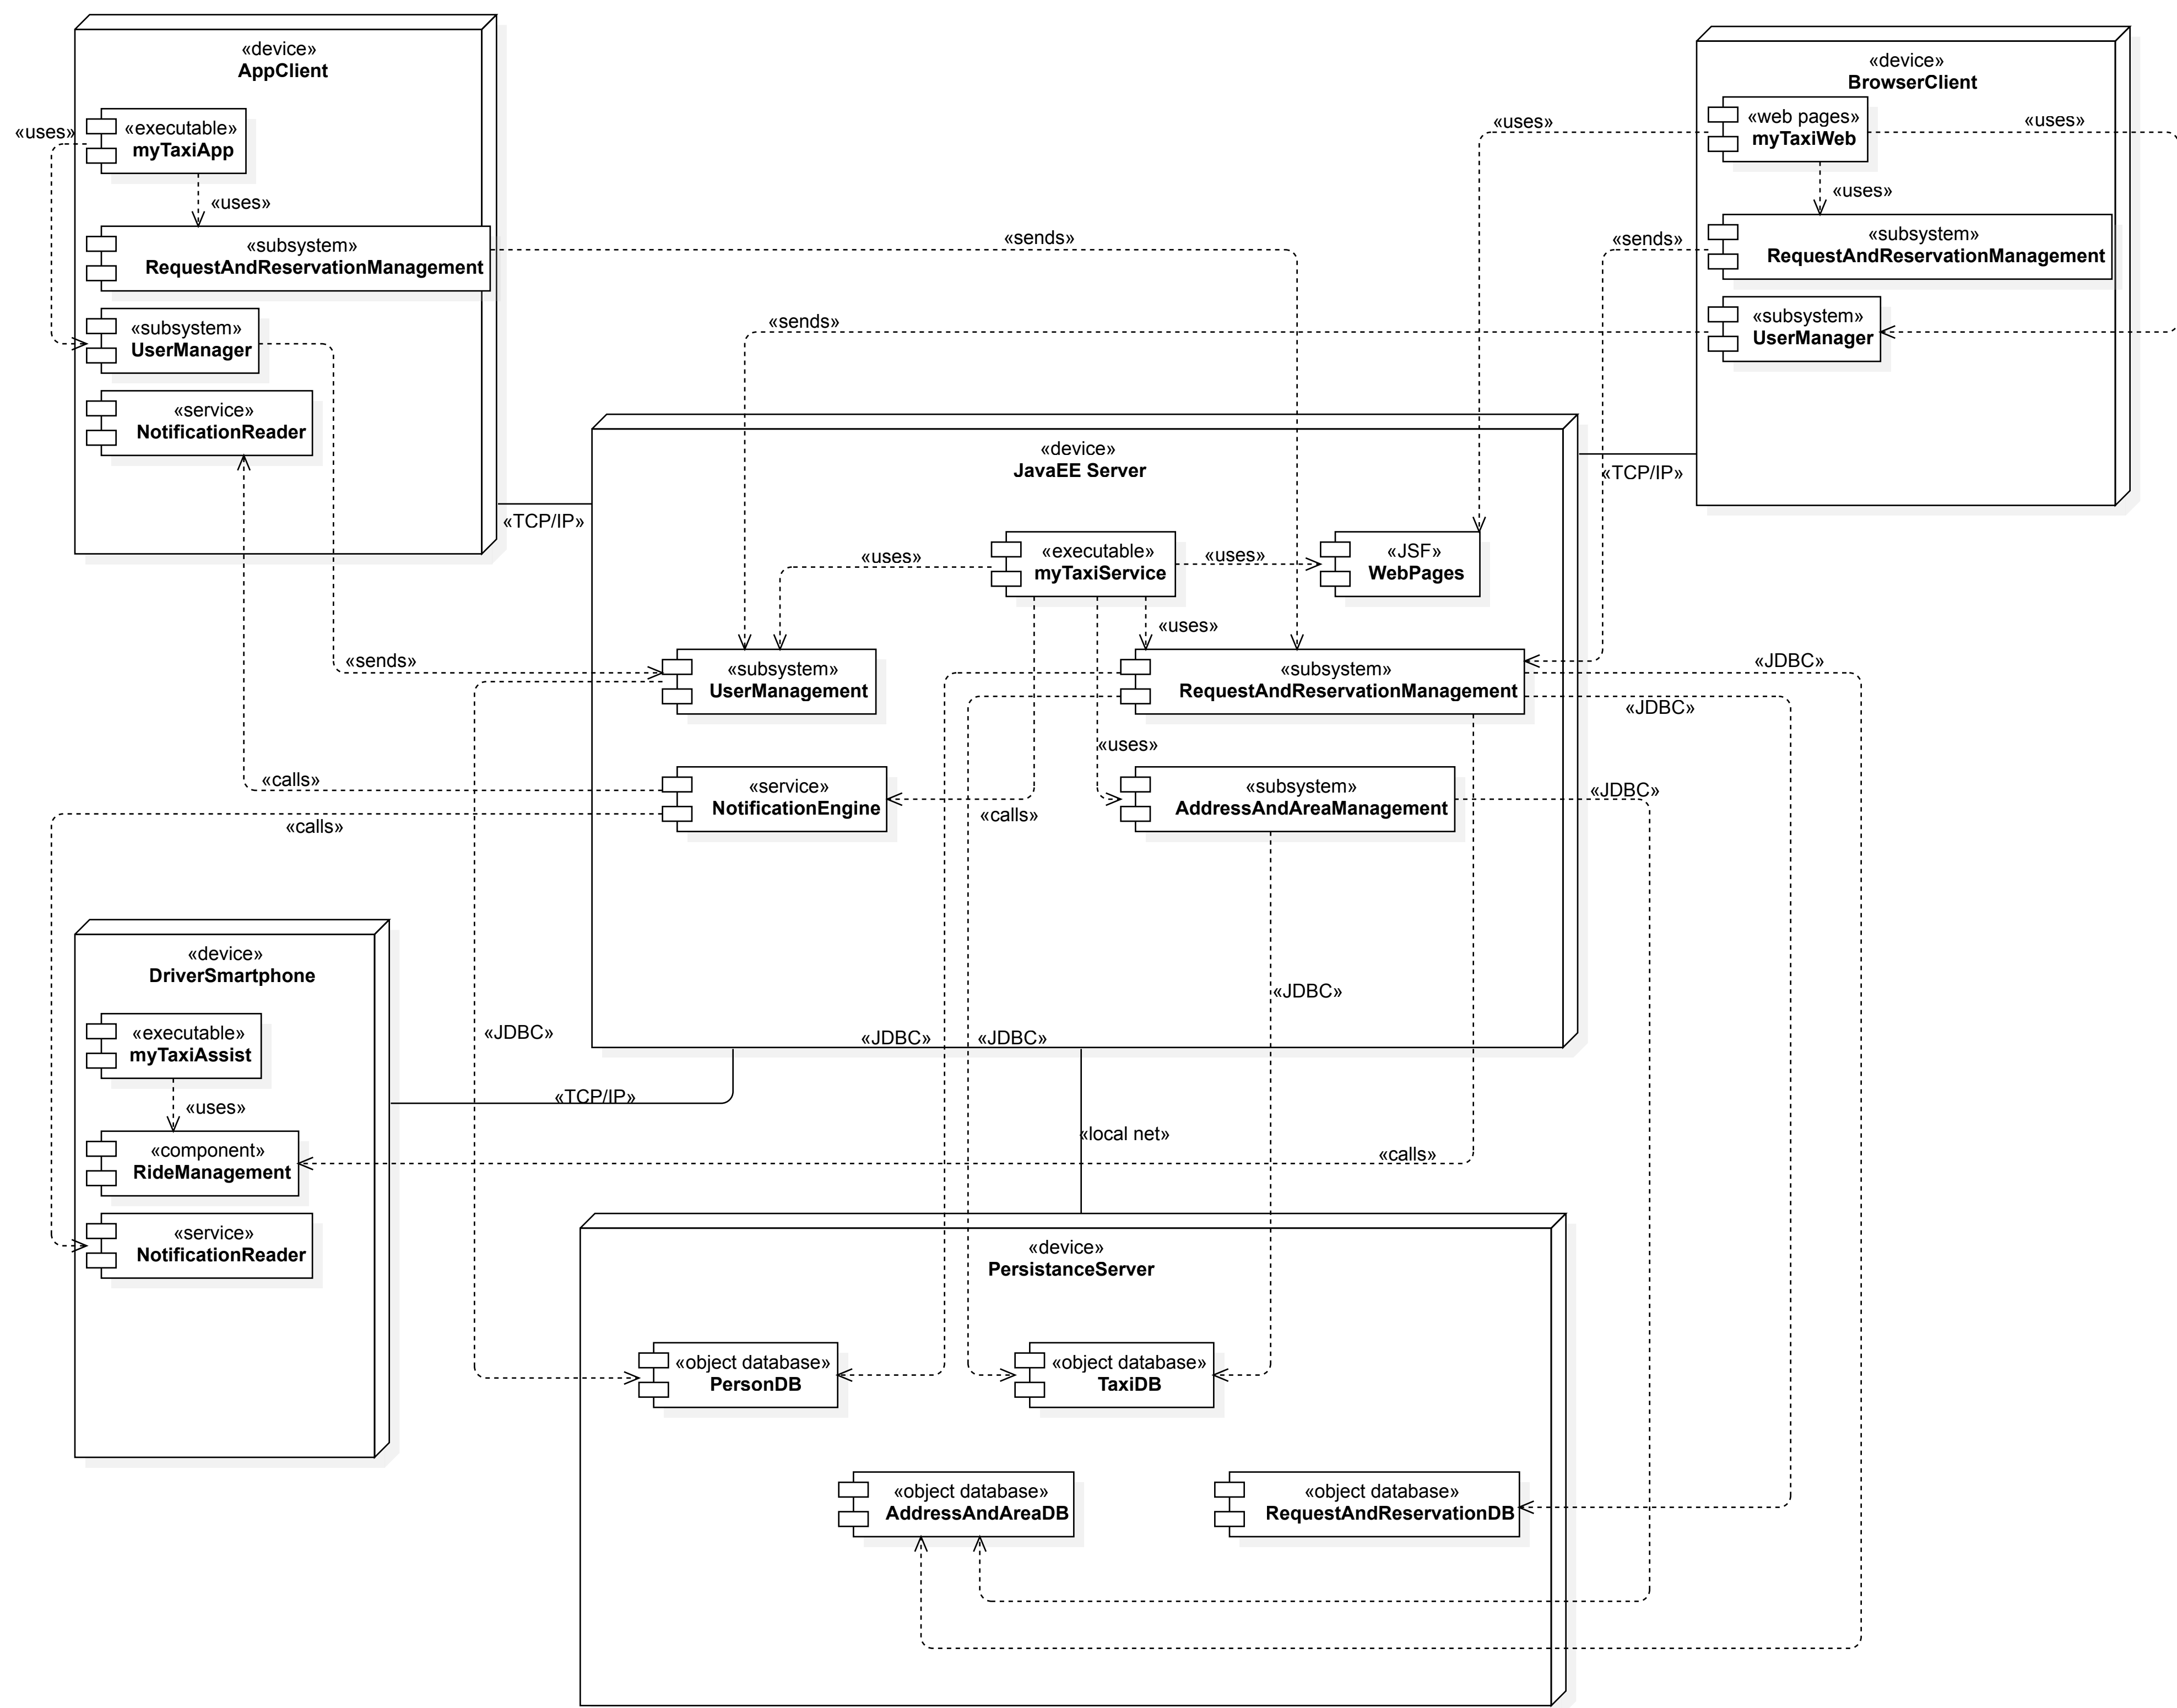 «device»
AppClient
«uses»
«executable»
myTaxiApp
«uses»
«subsystem»
RequestAndReservationManagement
«subsystem»
UserManager
«service»
NotificationReader
«device»
BrowserClient
«uses»
«web pages»
myTaxiWeb
«uses»
«uses»
«sends»
«sends»
«subsystem»
RequestAndReservationManagement
«sends»
«subsystem»
UserManager
«TCP/IP»
«TCP/IP»
«device»
JavaEE Server
«uses»
«executable»
myTaxiService
«uses»
«JSF»
WebPages
«uses»
«sends»
«subsystem»
UserManagement
«subsystem»
RequestAndReservationManagement
«JDBC»
«JDBC»
«uses»
«calls»
«service»
NotificationEngine
«calls»
«subsystem»
AddressAndAreaManagement
«JDBC»
«calls»
«device»
DriverSmartphone
«executable»
myTaxiAssist
«uses»
«component»
RideManagement
«service»
NotificationReader
«JDBC»
«JDBC»
«JDBC»
«JDBC»
«TCP/IP»
«local net»
«calls»
«device»
PersistanceServer
«object database»
PersonDB
«object database»
TaxiDB
«object database»
AddressAndAreaDB
«object database»
RequestAndReservationDB